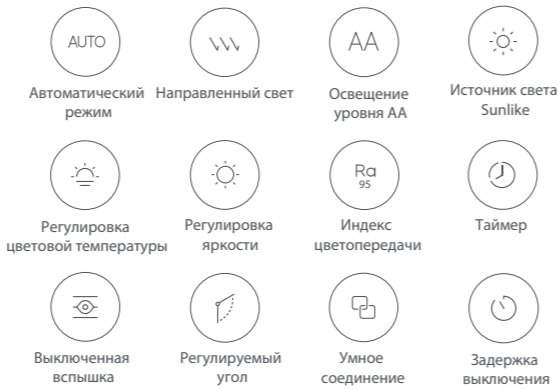 AUTO
AA
Автоматический режим
Направленный свет
Освещение уровня AA
Источник света Sunlike
Ra
95
Регулировка цветовой температуры
Регулировка яркости
Индекс цветопередачи
Таймер
Выключенная вспышка
Регулируемый угол
Умное соединение
Задержка выключения